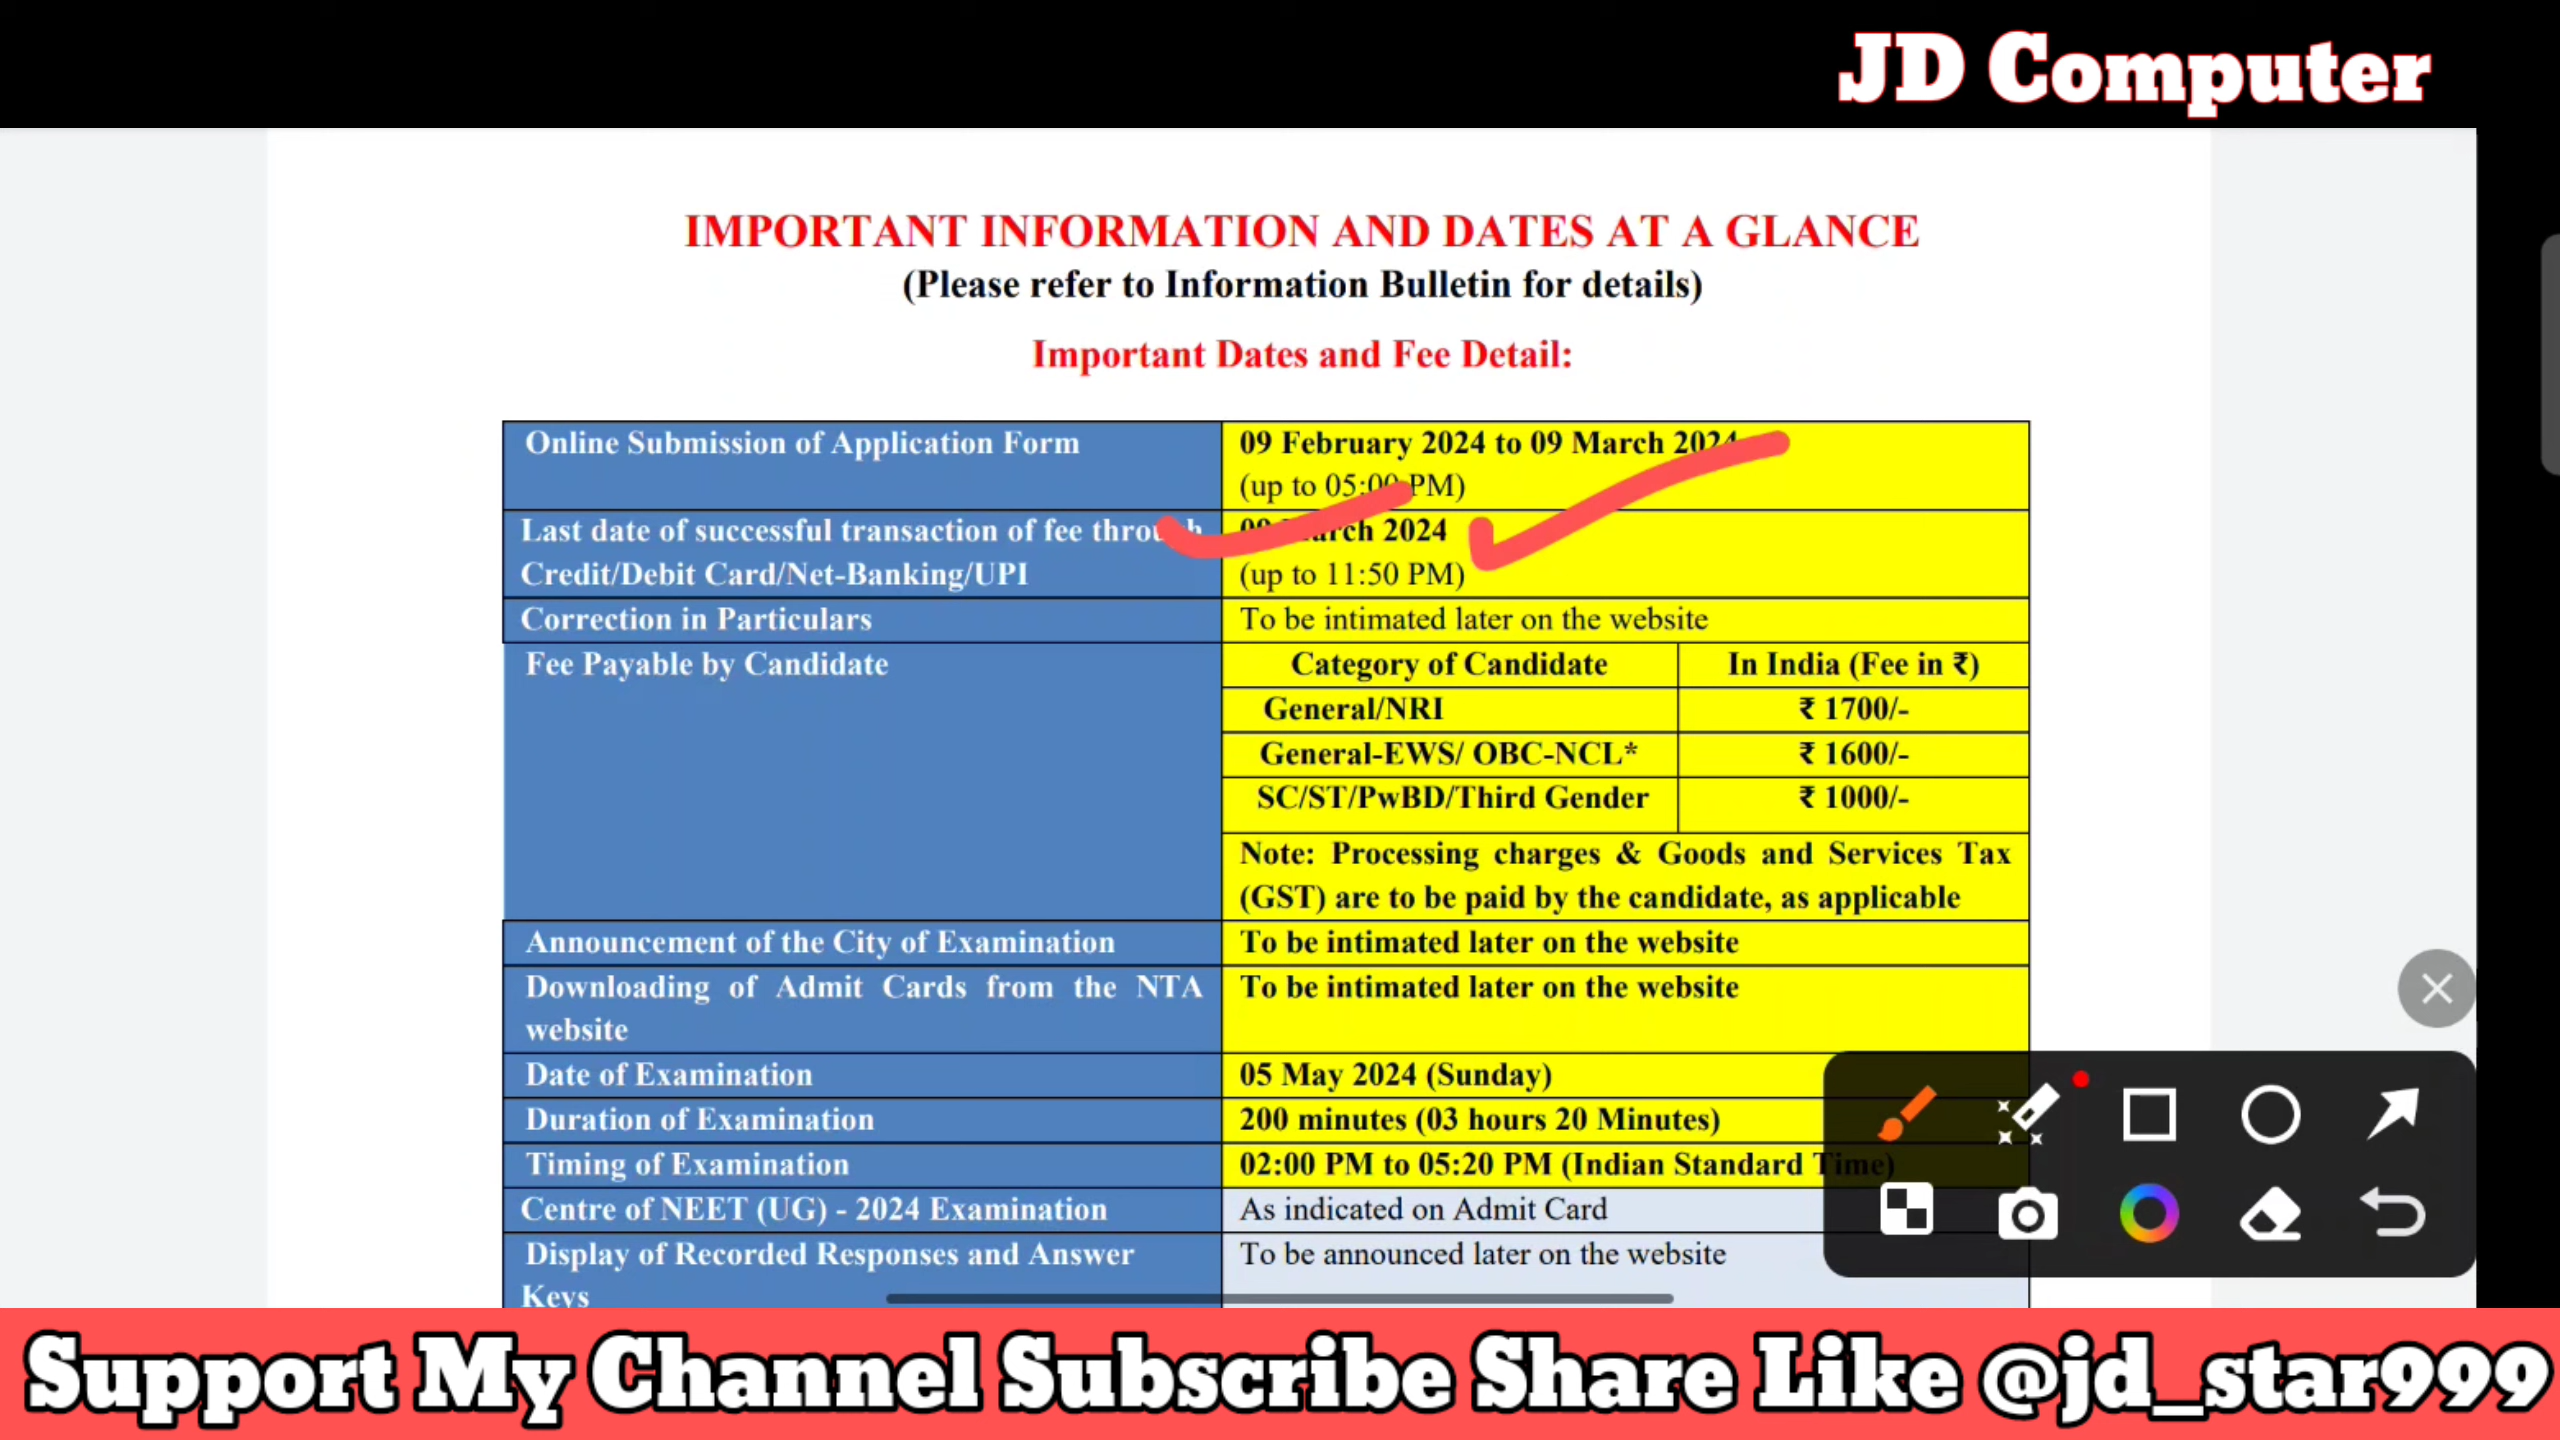 JD Computer
IMPORTANT INFORMATION AND DATES AT A GLANCE
(Please refer to Information Bulletin for details)
Important Dates and Fee Detail:
Online Submission of Application Form
09 February 2024 to 09 March 2024
(up to 05:00 PM)
Last date of successful transaction of fee through
Credit/Debit Card/Net-Banking/UPI
09 March 2024
(up to 11:50 PM)
Correction in Particulars
To be intimated later on the website
Fee Payable by Candidate
Category of Candidate
In India (Fee in ₹)
General/NRI
₹ 1700/-
General-EWS/ OBC-NCL*
₹ 1600/-
SC/ST/PwBD/Third Gender
₹ 1000/-
Note: Processing charges & Goods and Services Tax
(GST) are to be paid by the candidate, as applicable
Announcement of the City of Examination
To be intimated later on the website
Downloading of Admit Cards from the NTA
website
To be intimated later on the website
Date of Examination
05 May 2024 (Sunday)
Duration of Examination
200 minutes (03 hours 20 Minutes)
Timing of Examination
02:00 PM to 05:20 PM (Indian Standard Time)
Centre of NEET (UG) - 2024 Examination
As indicated on Admit Card
Display of Recorded Responses and Answer
Keys
To be announced later on the website
Support My Channel Subscribe Share Like @jd_star999